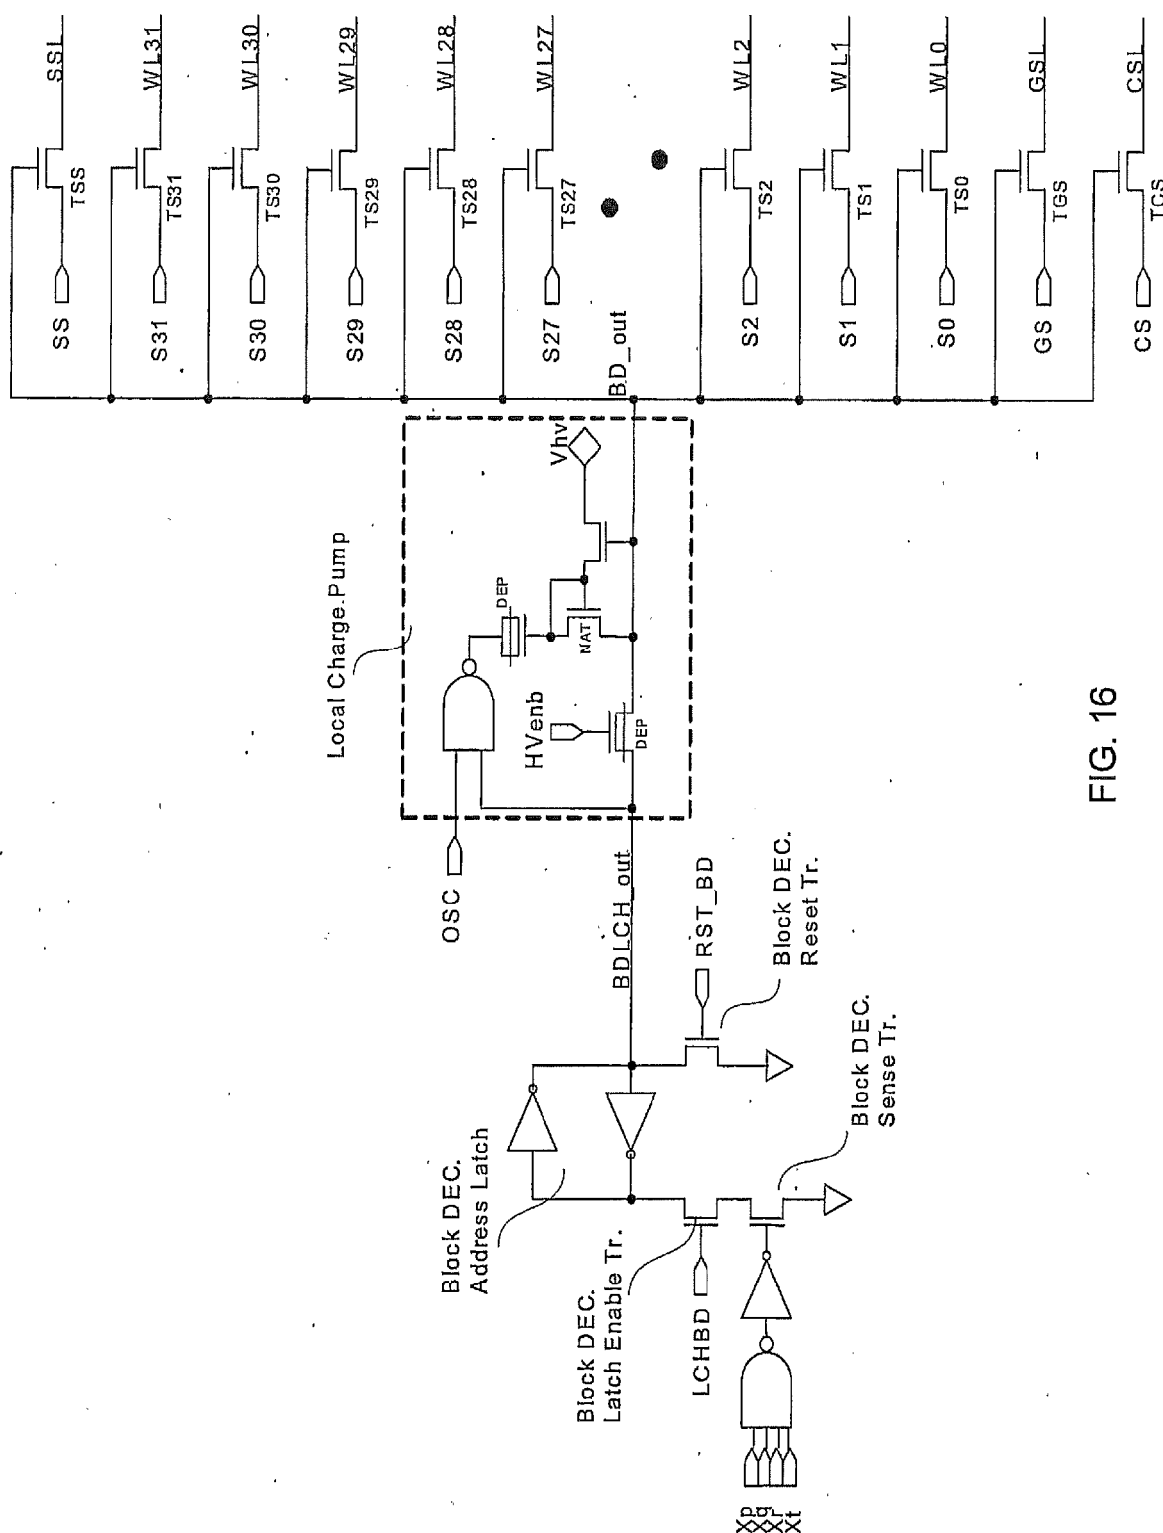 Xp
Xq
Xr
Xt
LCHBD
Block DEC.
Latch Enable Tr.
Block DEC.
Address Latch
Block DEC.
Sense Tr.
Block DEC.
Reset Tr.
RST_BD
BDLCH_out
OSC
Local Charge Pump
HVenb
DEP
DEP
NAT
Vhv
BD_out
SS
TSS
SSL
S31
TS31
WL31
S30
TS30
WL30
S29
TS29
WL29
S28
TS28
WL28
S27
TS27
WL27
S2
TS2
WL2
S1
TS1
WL1
S0
TS0
WL0
GS
TGS
GSL
CS
TCS
CSL
FIG. 16